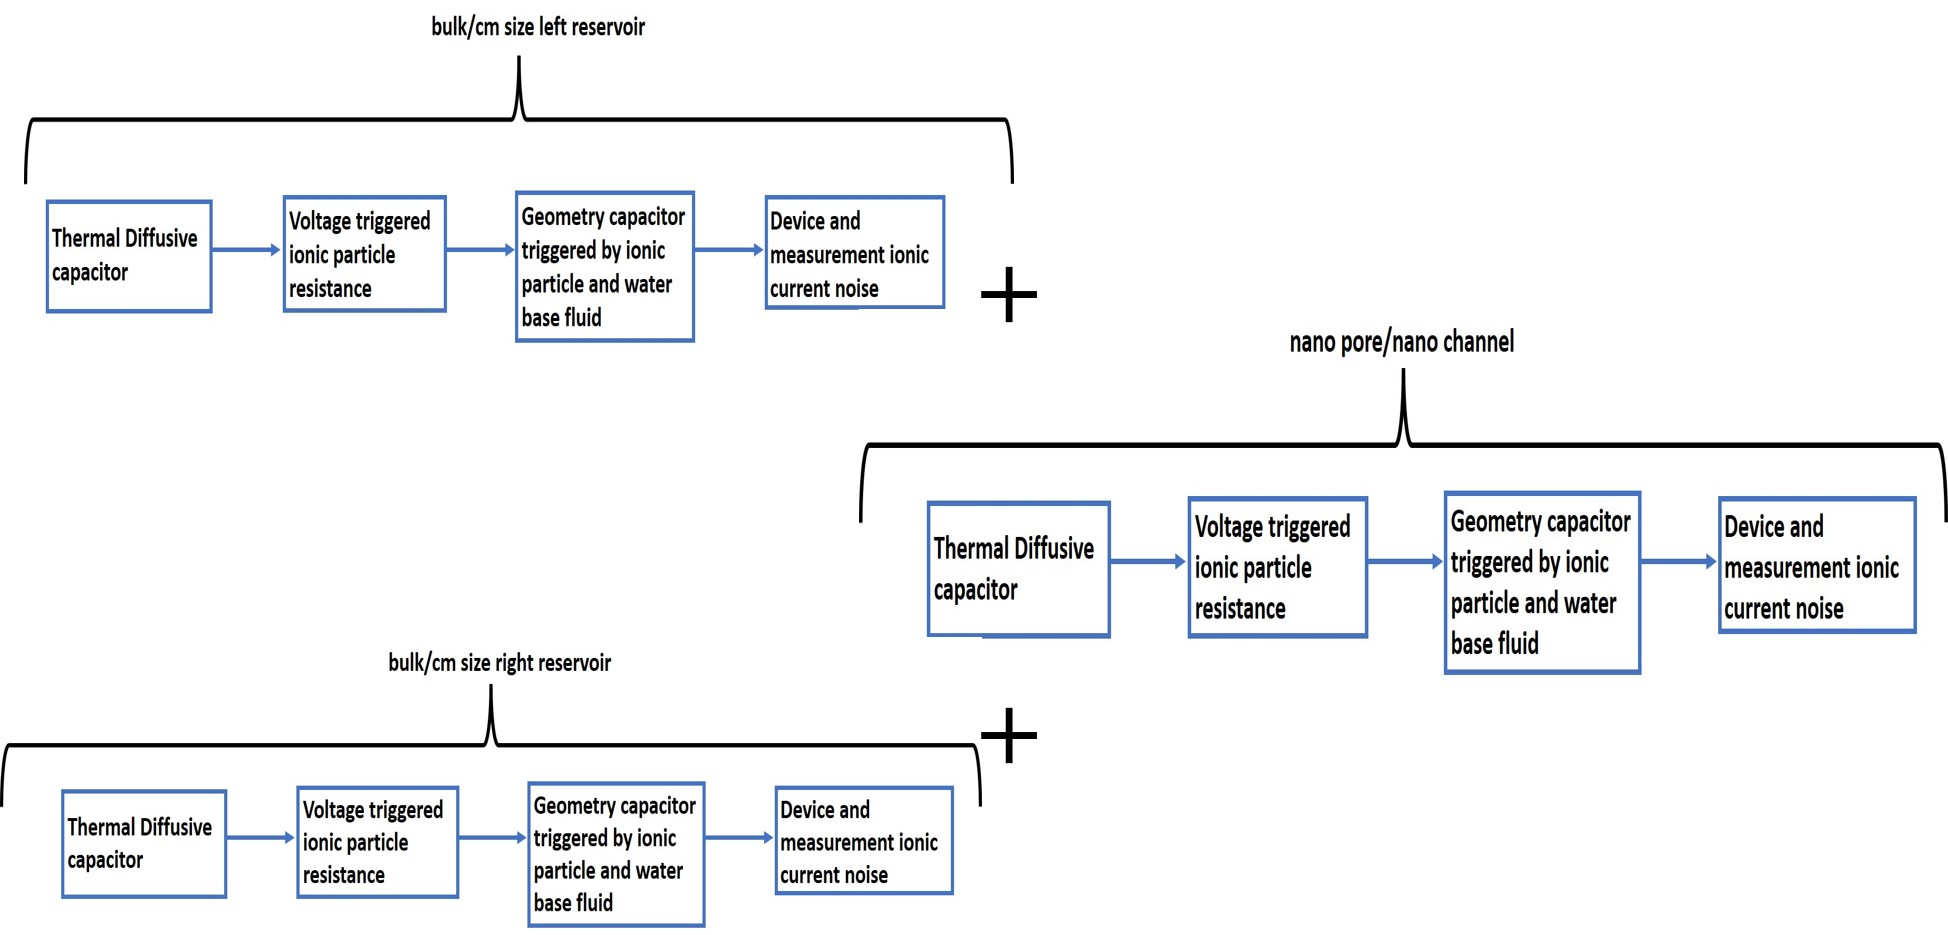 bulk/cm size left reservoir
Thermal Diffusive
capacitor
Voltage triggered
ionic particle
resistance
Geometry capacitor
triggered by ionic
particle and water
base fluid
Device and
measurement ionic
current noise
+
nano pore/nano channel
Thermal Diffusive
capacitor
Voltage triggered
ionic particle
resistance
Geometry capacitor
triggered by ionic
particle and water
base fluid
Device and
measurement ionic
current noise
+
bulk/cm size right reservoir
Thermal Diffusive
capacitor
Voltage triggered
ionic particle
resistance
Geometry capacitor
triggered by ionic
particle and water
base fluid
Device and
measurement ionic
current noise